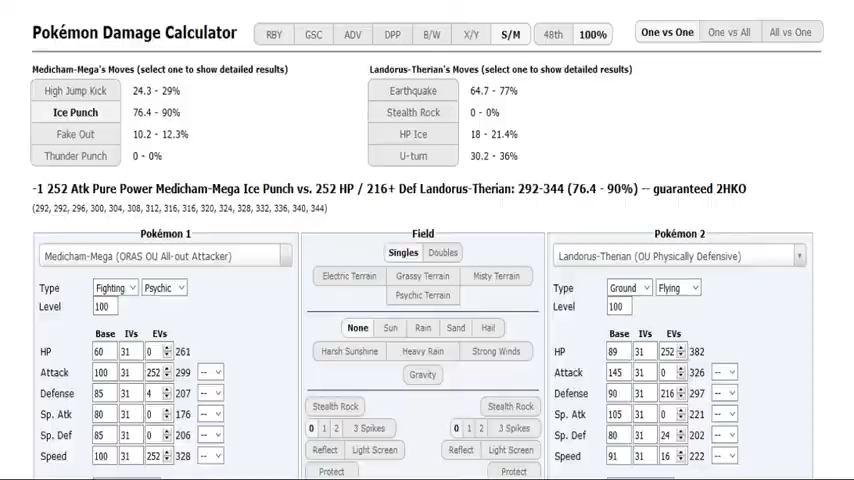 Pokémon Damage Calculator RBY GSC ADV DPP B/W X/Y S/M 48th 100% One vs One One vs All All vs One
Medicham-Mega's Moves (select one to show detailed results) Landorus-Therian's Moves (select one to show detailed results)
High Jump Kick 24.3 - 29% Earthquake 64.7 - 77%
Ice Punch 76.4 - 90% Stealth Rock 0 - 0%
Fake Out 10.2 - 12.3% HP Ice 18 - 21.4%
Thunder Punch 0 - 0% U-turn 30.2 - 36%
-1 252 Atk Pure Power Medicham-Mega Ice Punch vs. 252 HP / 216+ Def Landorus-Therian: 292-344 (76.4 - 90%) -- guaranteed 2HKO
(292, 292, 296, 300, 304, 308, 312, 316, 316, 320, 324, 328, 332, 336, 340, 344)
Pokémon 1 Field Pokémon 2
Medicham-Mega (ORAS OU All-out Attacker) Singles Doubles Landorus-Therian (OU Physically Defensive)
Electric Terrain Grassy Terrain Misty Terrain
Type Fighting Psychic Psychic Terrain Type Ground Flying
Level 100 Level 100
None Sun Rain Sand Hail
Base IVs EVs Base IVs EVs
HP 60 31 0 261 Harsh Sunshine Heavy Rain Strong Winds HP 89 31 252 382
Attack 100 31 252 299 -- Gravity Attack 145 31 0 326 --
Defense 85 31 4 207 -- Defense 90 31 216 297 --
Sp. Atk 80 31 0 176 -- Stealth Rock Stealth Rock Sp. Atk 105 31 0 221 --
Sp. Def 85 31 0 206 -- 0 1 2 3 Spikes 0 1 2 3 Spikes Sp. Def 80 31 24 202 --
Speed 100 31 252 328 -- Reflect Light Screen Reflect Light Screen Speed 91 31 16 222 --
Protect Protect